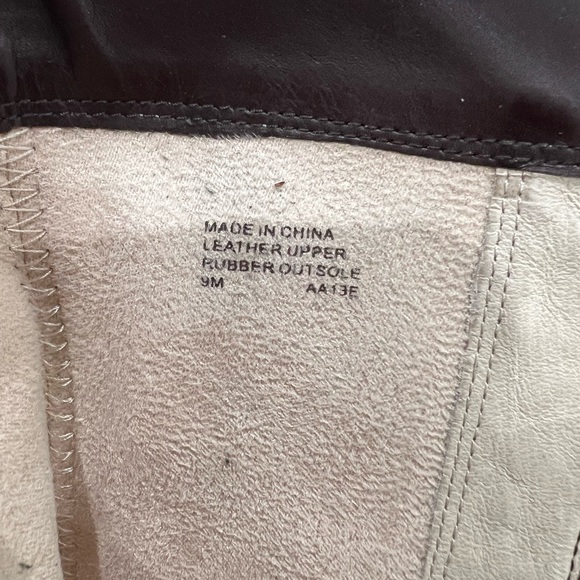 MADE IN CHINA
LEATHER UPPER
RUBBER OUTSOLE
9M AA13E